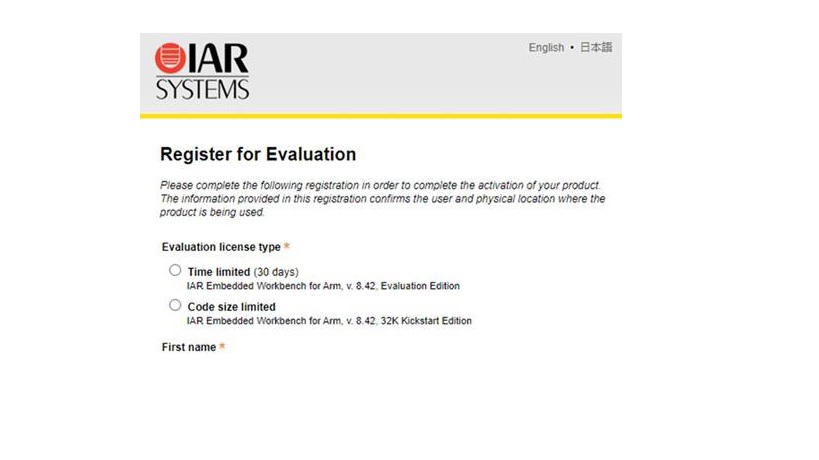 IAR
SYSTEMS
English • 日本語
Register for Evaluation
Please complete the following registration in order to complete the activation of your product.
The information provided in this registration confirms the user and physical location where the
product is being used.
Evaluation license type *
Time limited (30 days)
IAR Embedded Workbench for Arm, v. 8.42, Evaluation Edition
Code size limited
IAR Embedded Workbench for Arm, v. 8.42, 32K Kickstart Edition
First name *